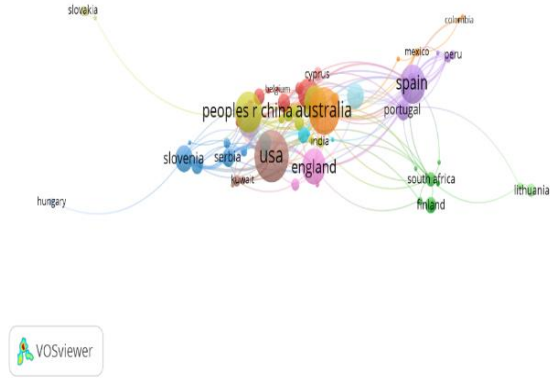 slovakia
colombia
mexico
peru
cyprus
belgium
spain
peoples r china
australia
portugal
india
slovenia
serbia
usa
england
kuwait
south africa
lithuania
hungary
finland
VOSviewer